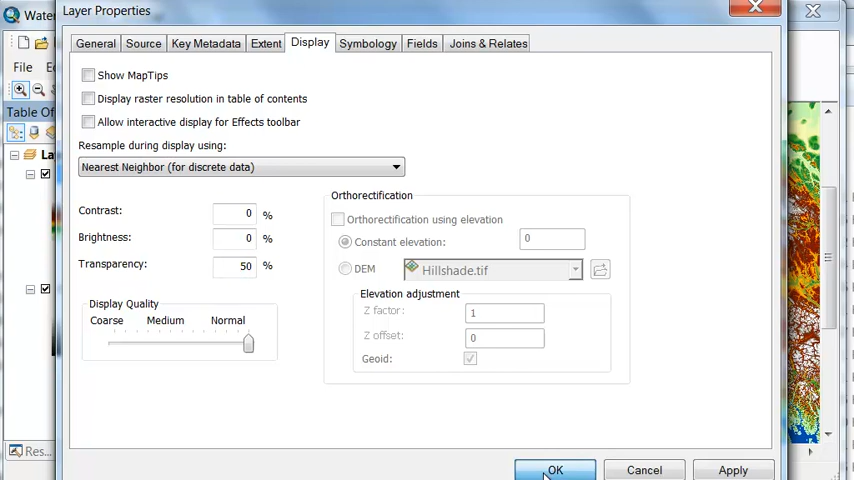 Layer Properties
Water
General Source Key Metadata Extent Display Symbology Fields Joins & Relates
File
Show MapTips
Display raster resolution in table of contents
Table Of
Allow interactive display for Effects toolbar
Resample during display using:
Nearest Neighbor (for discrete data)
Orthorectification
Contrast: 0 %
Orthorectification using elevation
Brightness: 0 %
Constant elevation: 0
Transparency: 50 %
DEM Hillshade.tif
Elevation adjustment
Display Quality
Z factor: 1
Coarse Medium Normal
Z offset: 0
Geoid:
Res...
OK Cancel Apply